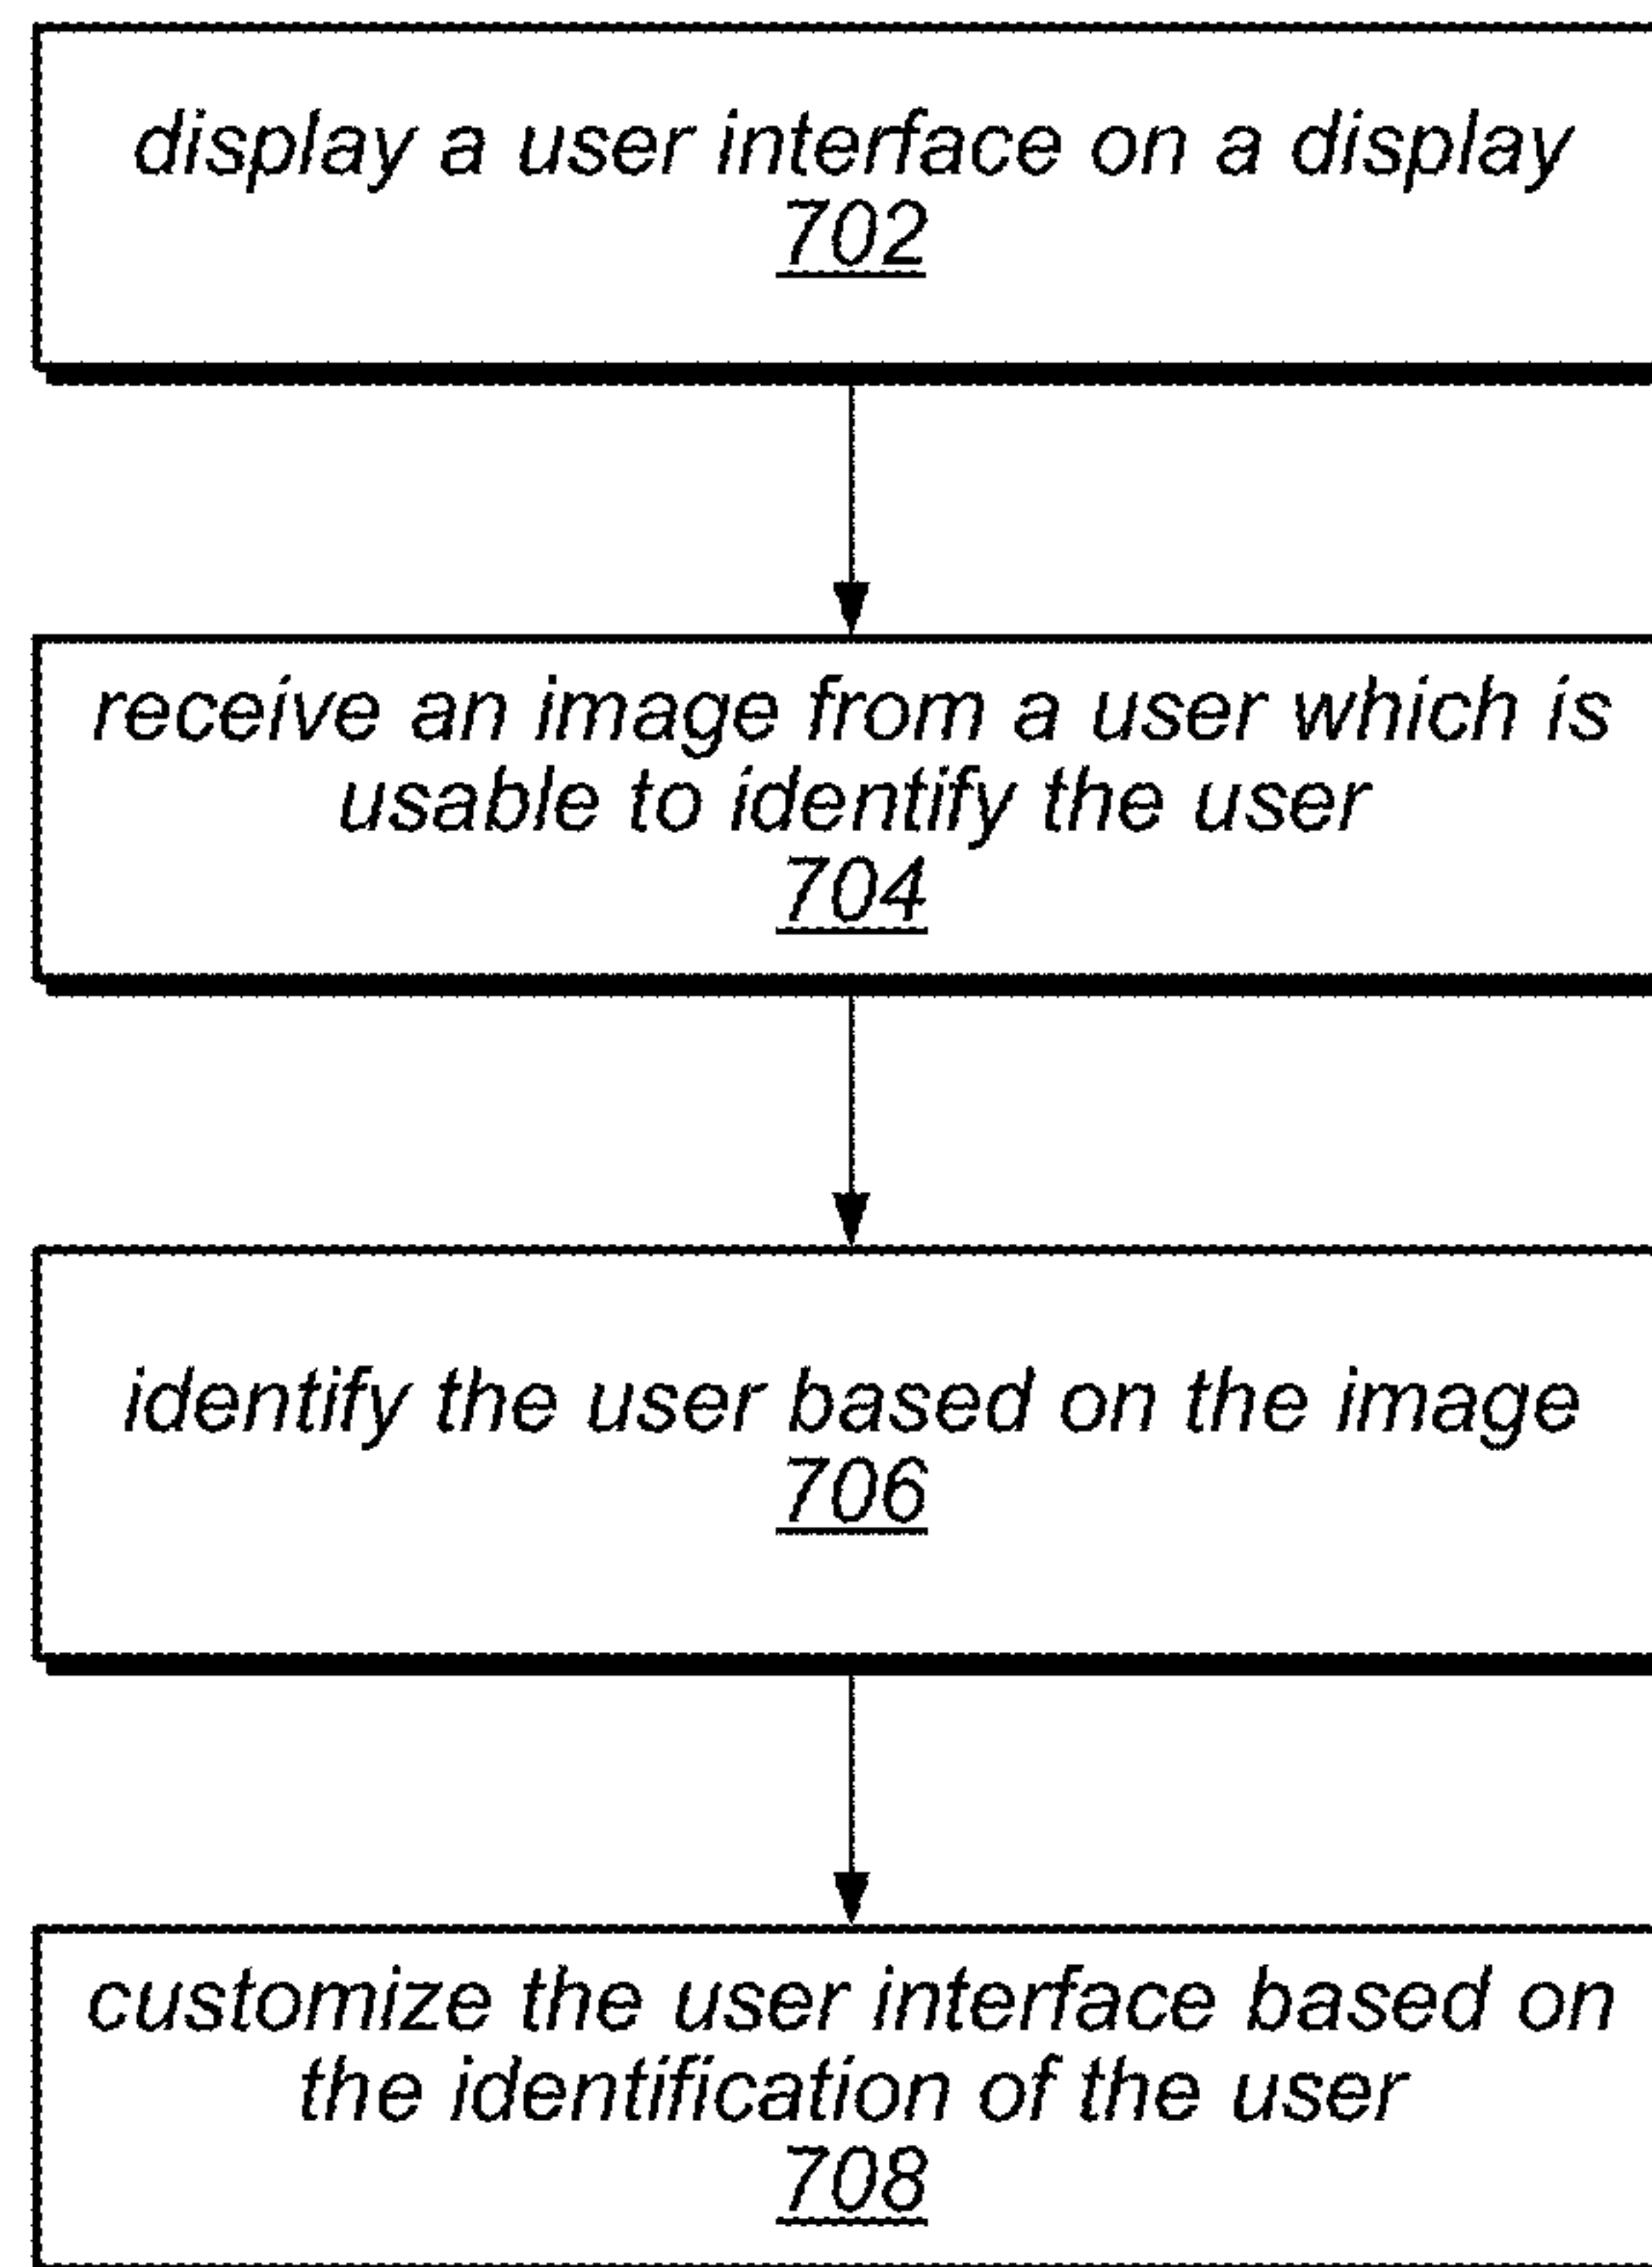 display a user interface on a display
702
receive an image from a user which is
usable to identify the user
704
identify the user based on the image
706
customize the user interface based on
the identification of the user
708